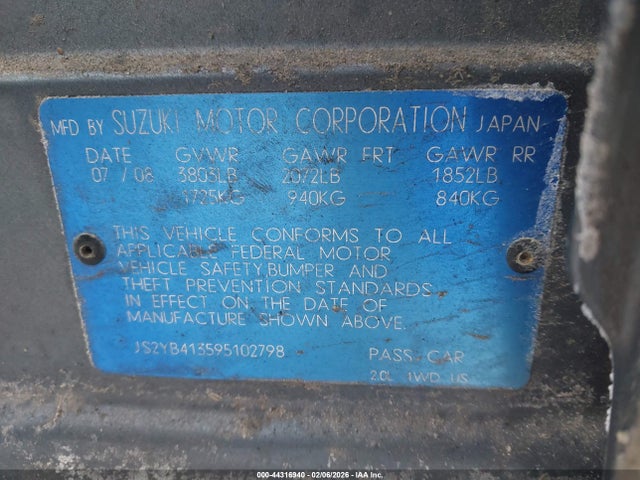 MFD BY SUZUKI MOTOR CORPORATION JAPAN
DATE GVWR GAWR FRT GAWR RR
07 / 08 3803LB 2072LB 1852LB
1725KG 940KG 840KG
THIS VEHICLE CONFORMS TO ALL
APPLICABLE FEDERAL MOTOR
VEHICLE SAFETY,BUMPER AND
THEFT PREVENTION STANDARDS
IN EFFECT ON THE DATE OF
MANUFACTURE SHOWN ABOVE.
JS2YB413595102798 PASS. CAR
2.0L 1WD US
000-44316940 - 02/06/2026 - © IAA Inc.